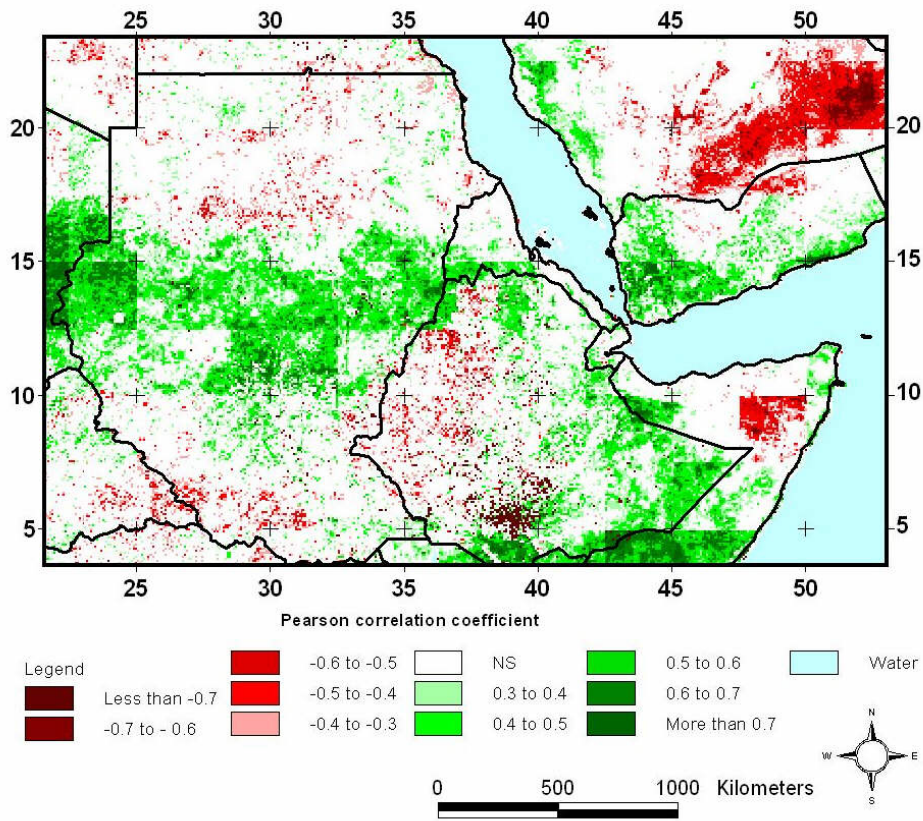 25 30 35 40 45 50
20 20
15 15
10 10
5 5
25 30 35 40 45 50
Pearson correlation coefficient
Legend
Less than -0.7
-0.7 to - 0.6
-0.6 to -0.5
-0.5 to -0.4
-0.4 to -0.3
NS
0.3 to 0.4
0.4 to 0.5
0.5 to 0.6
0.6 to 0.7
More than 0.7
Water
N
W E
S
0 500 1000 Kilometers